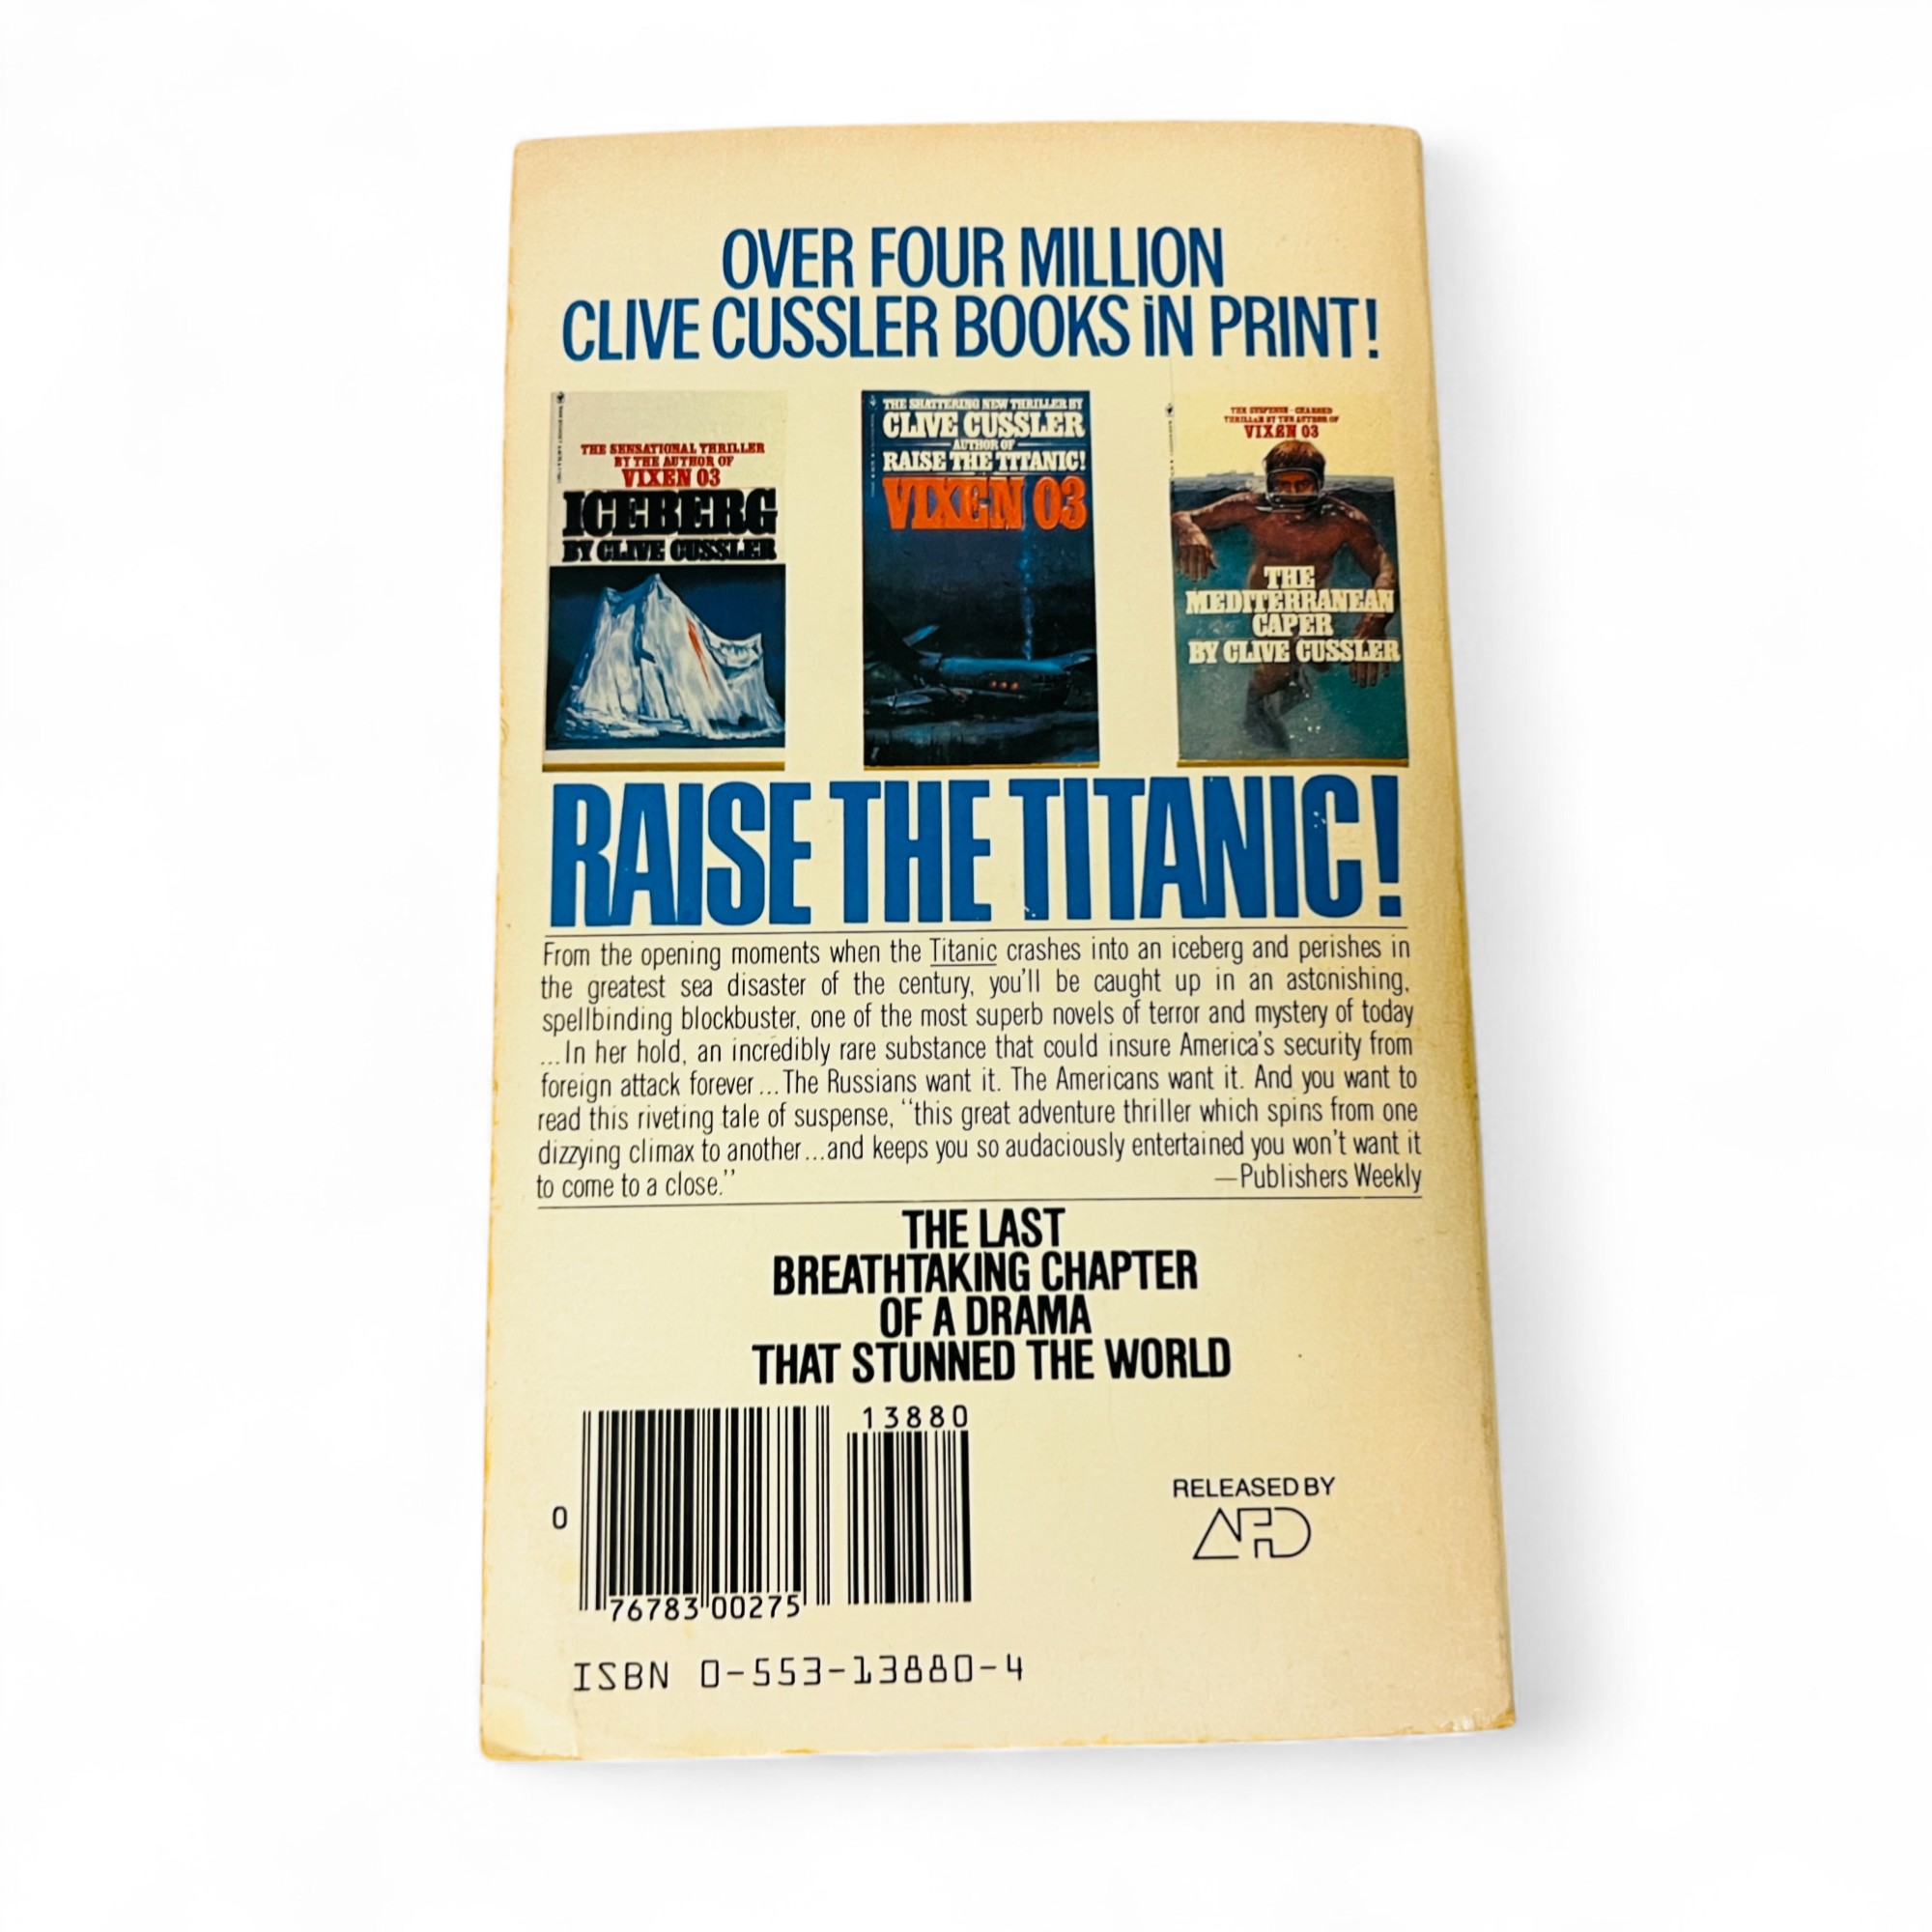 OVER FOUR MILLION
CLIVE CUSSLER BOOKS iN PRINT!
THE SENSATIONAL THRILLER
BY THE AUTHOR OF
VIXEN 03
ICEBERG
BY CLIVE CUSSLER
THE SHATTERING NEW THRILLER BY
CLIVE CUSSLER
AUTHOR OF
RAISE THE TITANIC!
VIXEN 03
THE SUSPENSE-CHARGED
THRILLER BY THE AUTHOR OF
VIXEN 03
THE
MEDITERRANEAN
CAPER
BY CLIVE CUSSLER
RAISE THE TITANIC!
From the opening moments when the Titanic crashes into an iceberg and perishes in
the greatest sea disaster of the century, you'll be caught up in an astonishing,
spellbinding blockbuster, one of the most superb novels of terror and mystery of today
...In her hold, an incredibly rare substance that could insure America's security from
foreign attack forever...The Russians want it. The Americans want it. And you want to
read this riveting tale of suspense, "this great adventure thriller which spins from one
dizzying climax to another...and keeps you so audaciously entertained you won't want it
to come to a close." —Publishers Weekly
THE LAST
BREATHTAKING CHAPTER
OF A DRAMA
THAT STUNNED THE WORLD
13880
0 76783 00275
RELEASED BY
AFD
ISBN 0-553-13880-4